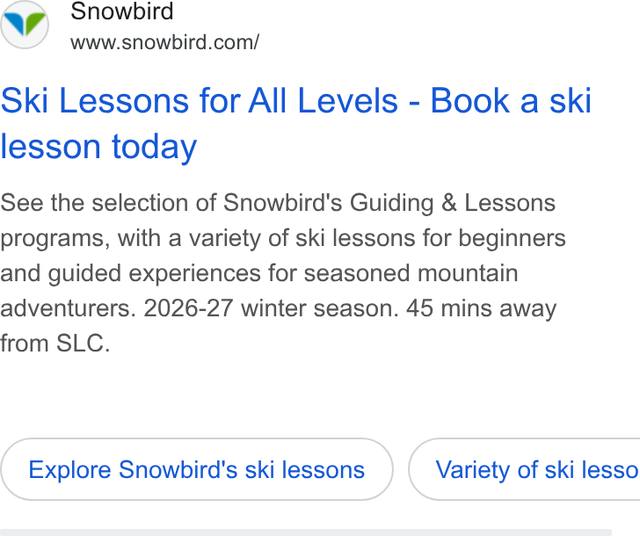 Snowbird
www.snowbird.com/
Ski Lessons for All Levels - Book a ski
lesson today
See the selection of Snowbird's Guiding & Lessons
programs, with a variety of ski lessons for beginners
and guided experiences for seasoned mountain
adventurers. 2026-27 winter season. 45 mins away
from SLC.
Explore Snowbird's ski lessons
Variety of ski lesso